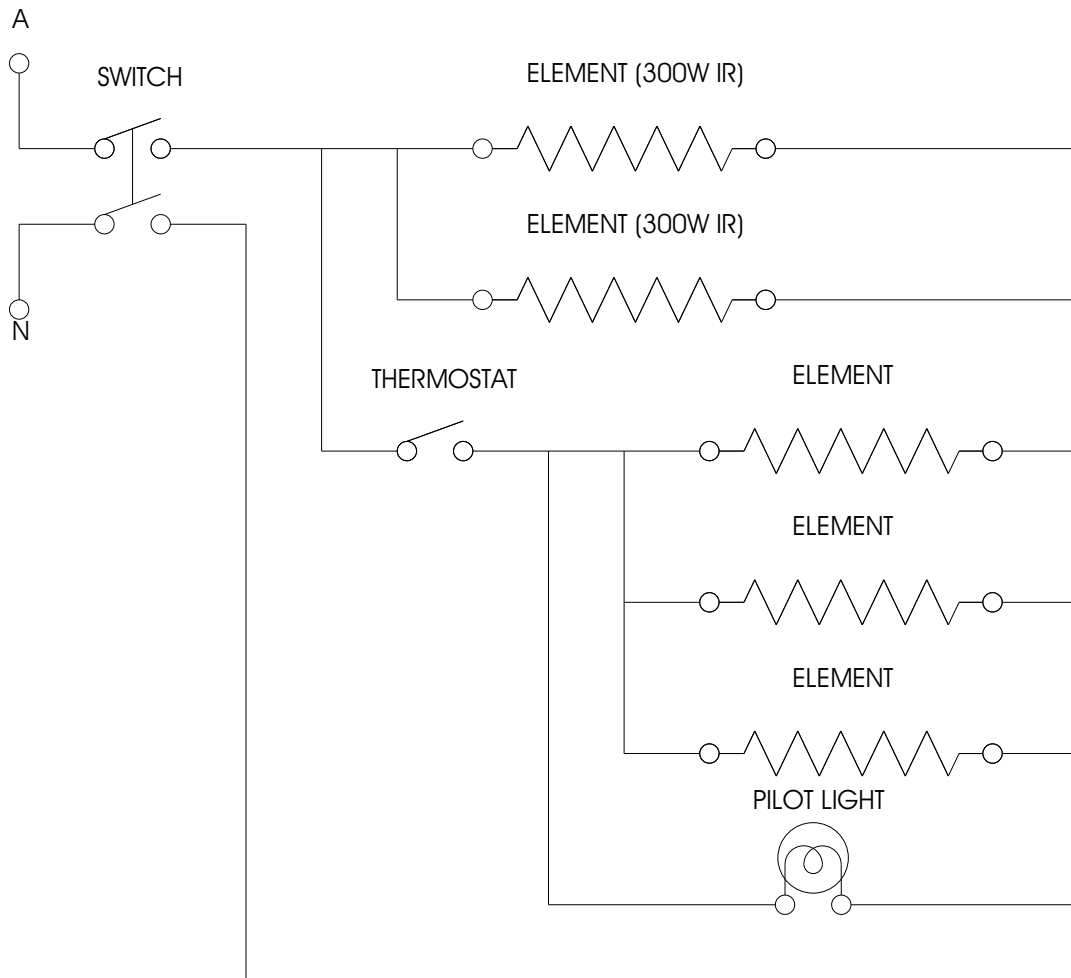 A
SWITCH
ELEMENT (300W IR)
ELEMENT (300W IR)
N
THERMOSTAT
ELEMENT
ELEMENT
ELEMENT
PILOT LIGHT